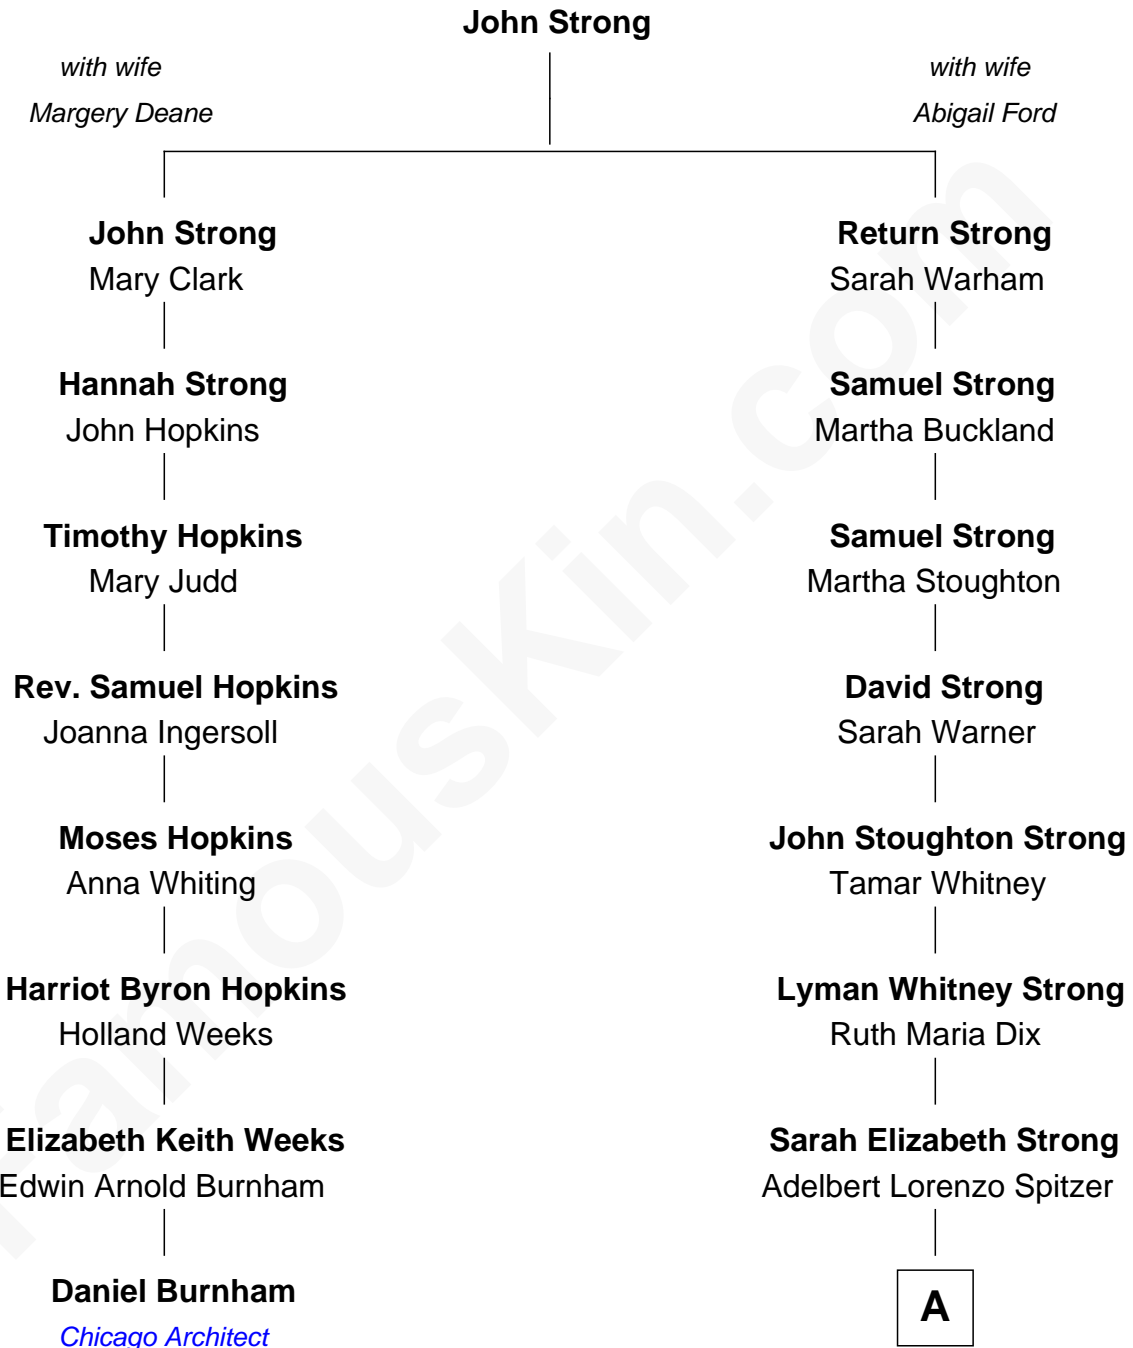 John Strong
with wife
with wife
Margery Deane
Abigail Ford
John Strong
Return Strong
Mary Clark
Sarah Warham
Hannah Strong
Samuel Strong
John Hopkins
Martha Buckland
Timothy Hopkins
Samuel Strong
Mary Judd
Martha Stoughton
Rev. Samuel Hopkins
David Strong
Joanna Ingersoll
Sarah Warner
Moses Hopkins
John Stoughton Strong
Anna Whiting
Tamar Whitney
Harriot Byron Hopkins
Lyman Whitney Strong
Holland Weeks
Ruth Maria Dix
Elizabeth Keith Weeks
Sarah Elizabeth Strong
Edwin Arnold Burnham
Adelbert Lorenzo Spitzer
Daniel Burnham
A
Chicago Architect
FamousKin.com